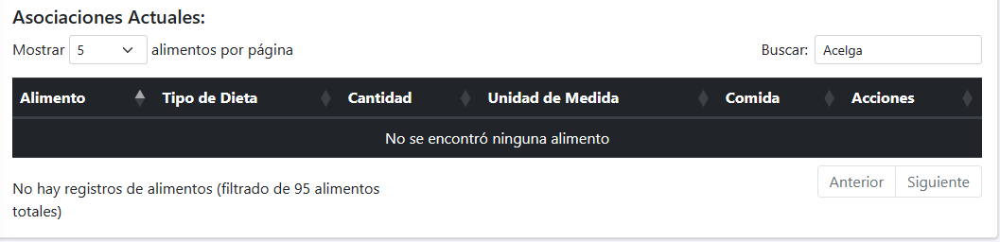 Asociaciones Actuales:
Mostrar 5 alimentos por página Buscar: Acelga
Alimento Tipo de Dieta Cantidad Unidad de Medida Comida Acciones
No se encontró ninguna alimento
No hay registros de alimentos (filtrado de 95 alimentos
totales)
Anterior Siguiente